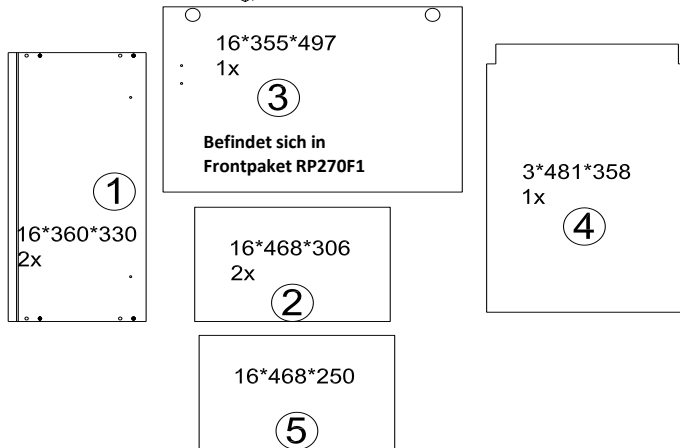 16*355*497
1x
3
Befindet sich in
Frontpaket RP270F1
1
16*360*330
2x
3*481*358
1x
4
16*468*306
2x
2
16*468*250
5